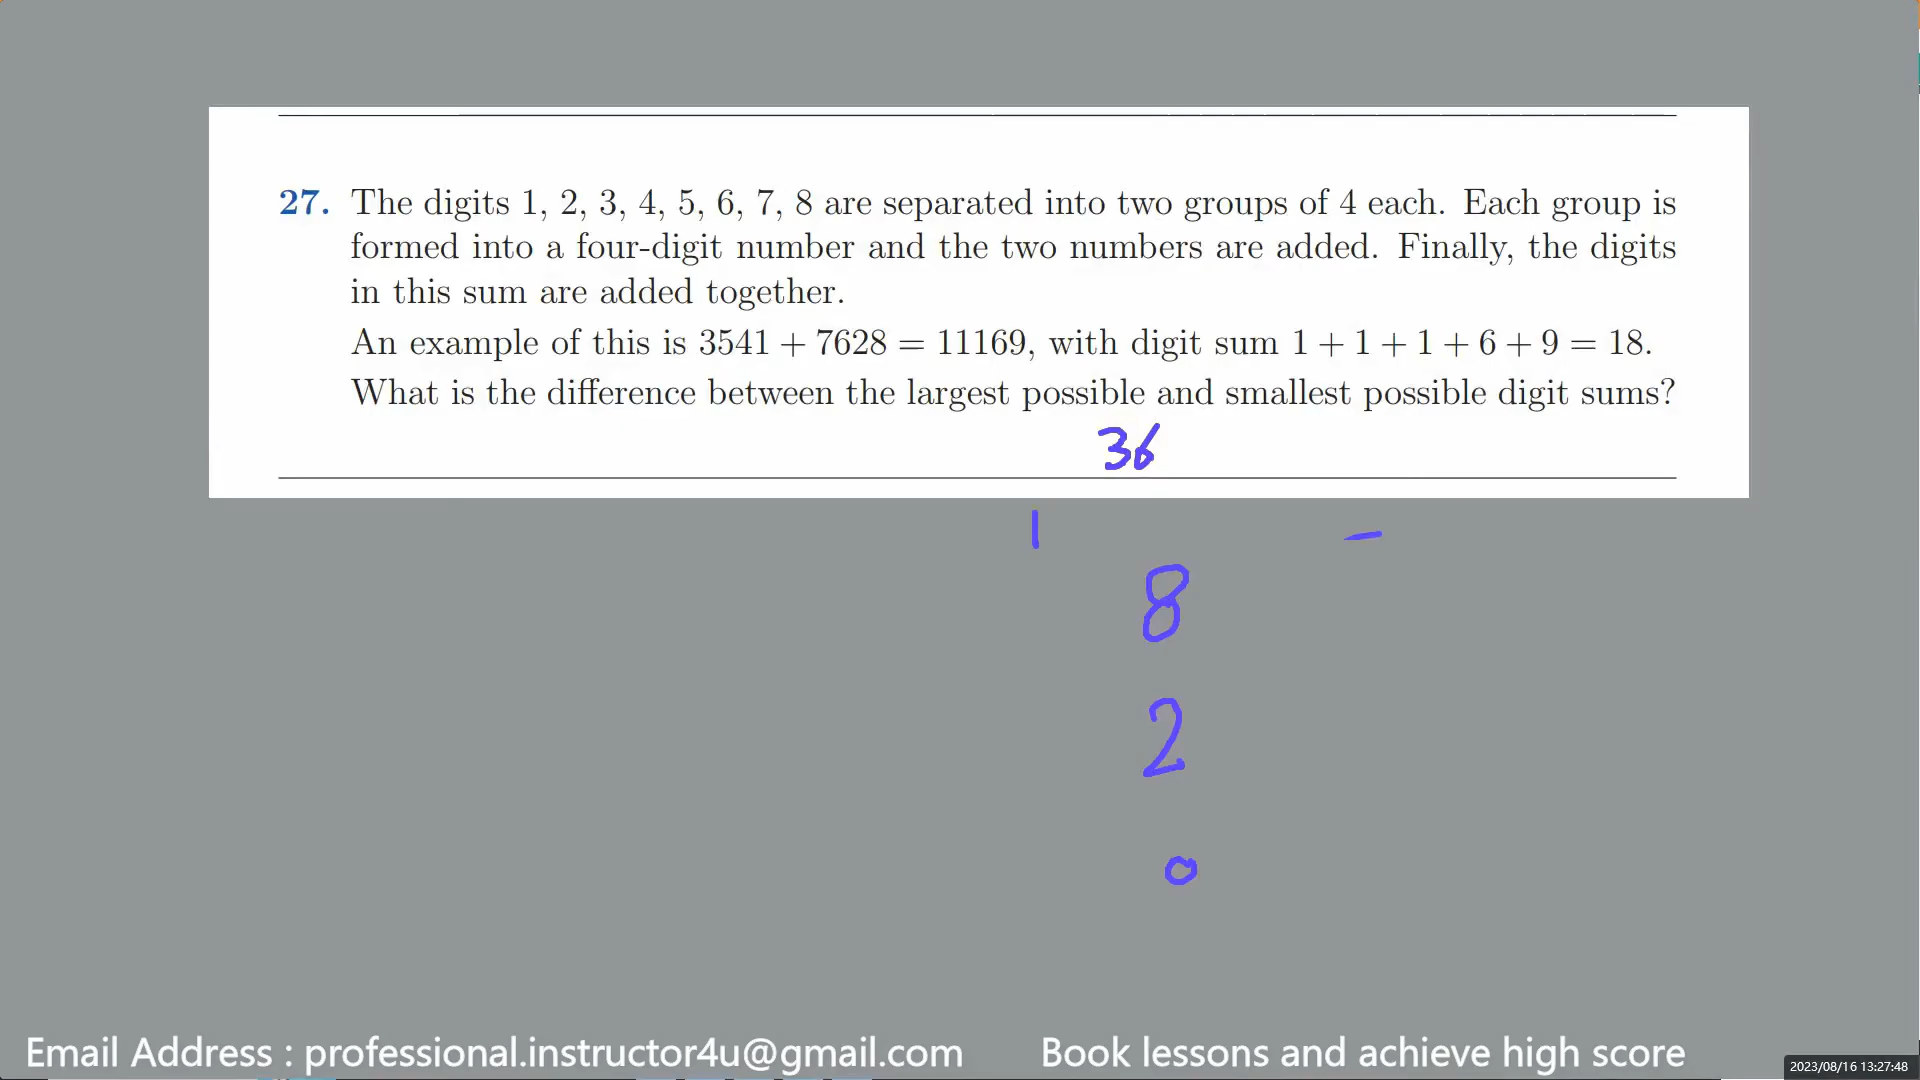 27. The digits 1, 2, 3, 4, 5, 6, 7, 8 are separated into two groups of 4 each. Each group is
formed into a four-digit number and the two numbers are added. Finally, the digits
in this sum are added together.
An example of this is 3541 + 7628 = 11169, with digit sum 1 + 1 + 1 + 6 + 9 = 18.
What is the difference between the largest possible and smallest possible digit sums?
36
1 −
8
2
0
Email Address : professional.instructor4u@gmail.com Book lessons and achieve high score
2023/08/16 13:27:48